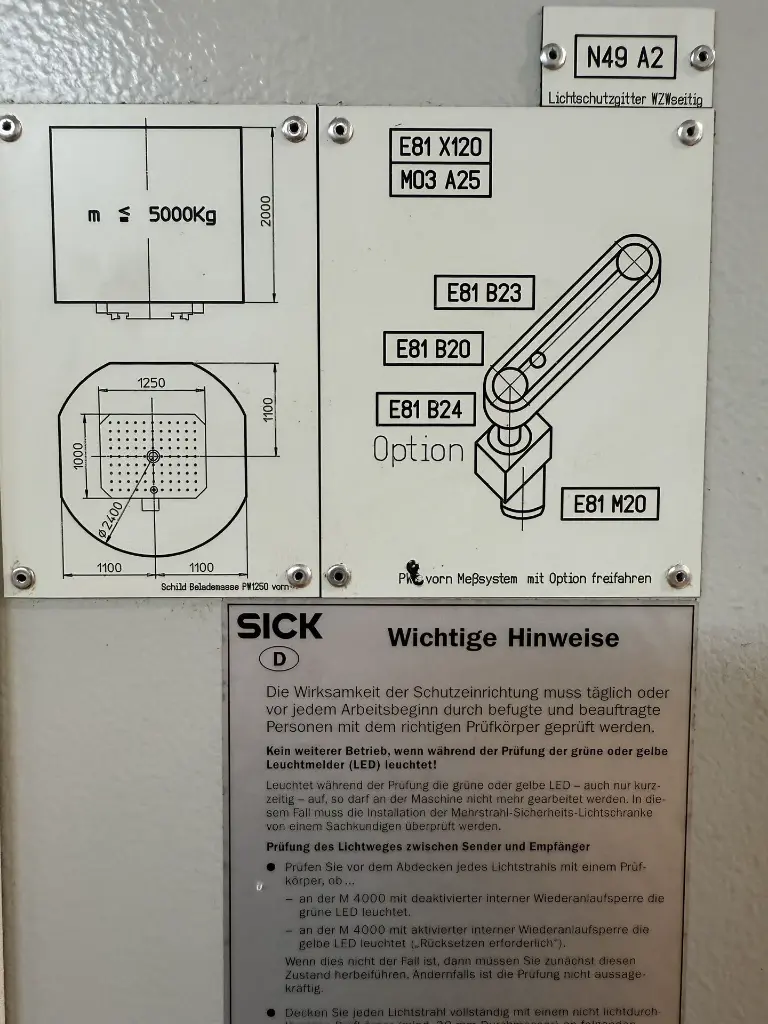 N49 A2
Lichtschutzgitter WZWseitig
m ≤ 5000Kg
2000
1250
1100
1000
Ø2400
1100
1100
Schild Belademasse PW1250 vorn
E81 X120
M03 A25
E81 B23
E81 B20
E81 B24
Option
E81 M20
vorn Meßsystem mit Option freifahren
SICK
D
Wichtige Hinweise
Die Wirksamkeit der Schutzeinrichtung muss täglich oder
vor jedem Arbeitsbeginn durch befugte und beauftragte
Personen mit dem richtigen Prüfkörper geprüft werden.
Kein weiterer Betrieb, wenn während der Prüfung der grüne oder gelbe
Leuchtmelder (LED) leuchtet!
Leuchtet während der Prüfung die grüne oder gelbe LED – auch nur kurz-
zeitig – auf, so darf an der Maschine nicht mehr gearbeitet werden. In die-
sem Fall muss die Installation der Mehrstrahl-Sicherheits-Lichtschranke
von einem Sachkundigen überprüft werden.
Prüfung des Lichtweges zwischen Sender und Empfänger
● Prüfen Sie vor dem Abdecken jedes Lichtstrahls mit einem Prüf-
körper, ob ...
– an der M 4000 mit deaktivierter interner Wiederanlaufsperre die
grüne LED leuchtet.
– an der M 4000 mit aktivierter interner Wiederanlaufsperre die
gelbe LED leuchtet („Rücksetzen erforderlich“).
Wenn dies nicht der Fall ist, dann müssen Sie zunächst diesen
Zustand herbeiführen. Andernfalls ist die Prüfung nicht aussage-
kräftig.
● Decken Sie jeden Lichtstrahl vollständig mit einem nicht lichtdurch-